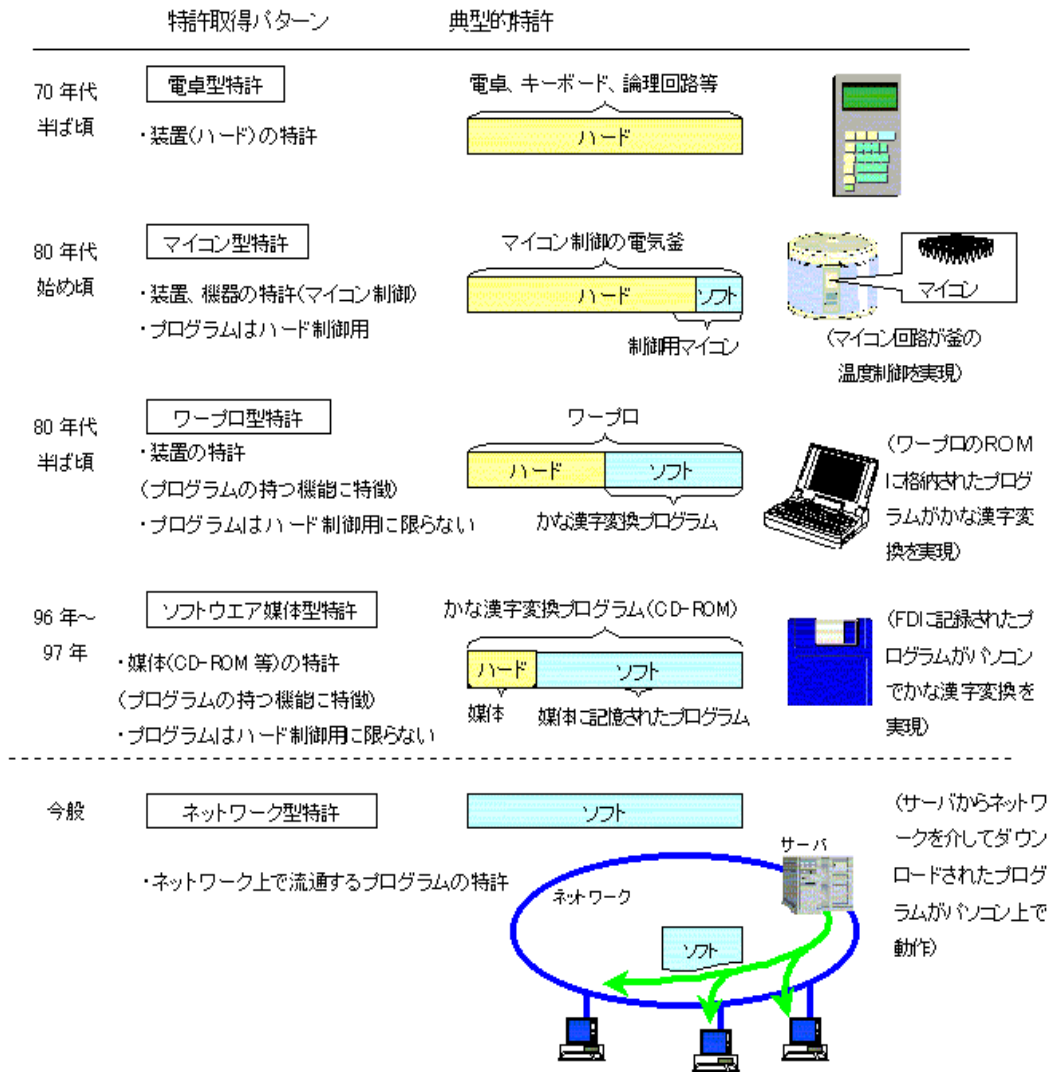 特許取得パターン 典型的特許
70 年代
半ば頃
電卓型特許
・装置(ハード)の特許
電卓、キーボード、論理回路等
ハード
80 年代
始め頃
マイコン型特許
・装置、機器の特許(マイコン制御)
・プログラムはハード制御用
マイコン制御の電気釜
ハード ソフト
制御用マイコン
マイコン
(マイコン回路が釜の
温度制御を実現)
80 年代
半ば頃
ワープロ型特許
・装置の特許
(プログラムの持つ機能に特徴)
・プログラムはハード制御用に限らない
ワープロ
ハード ソフト
かな漢字変換プログラム
(ワープロのROM
に格納されたプログ
ラムがかな漢字変
換を実現)
96 年~
97 年
ソフトウエア媒体型特許
・媒体(CD-ROM 等)の特許
(プログラムの持つ機能に特徴)
・プログラムはハード制御用に限らない
かな漢字変換プログラム(CD-ROM)
ハード ソフト
媒体 媒体に記憶されたプログラム
(FDに記録されたプ
ログラムがパソコン
でかな漢字変換を
実現)
今般
ネットワーク型特許
・ネットワーク上で流通するプログラムの特許
ソフト
サーバ
ネットワーク
ソフト
(サーバからネットワ
ークを介してダウン
ロードされたプログ
ラムがパソコン上で
動作)